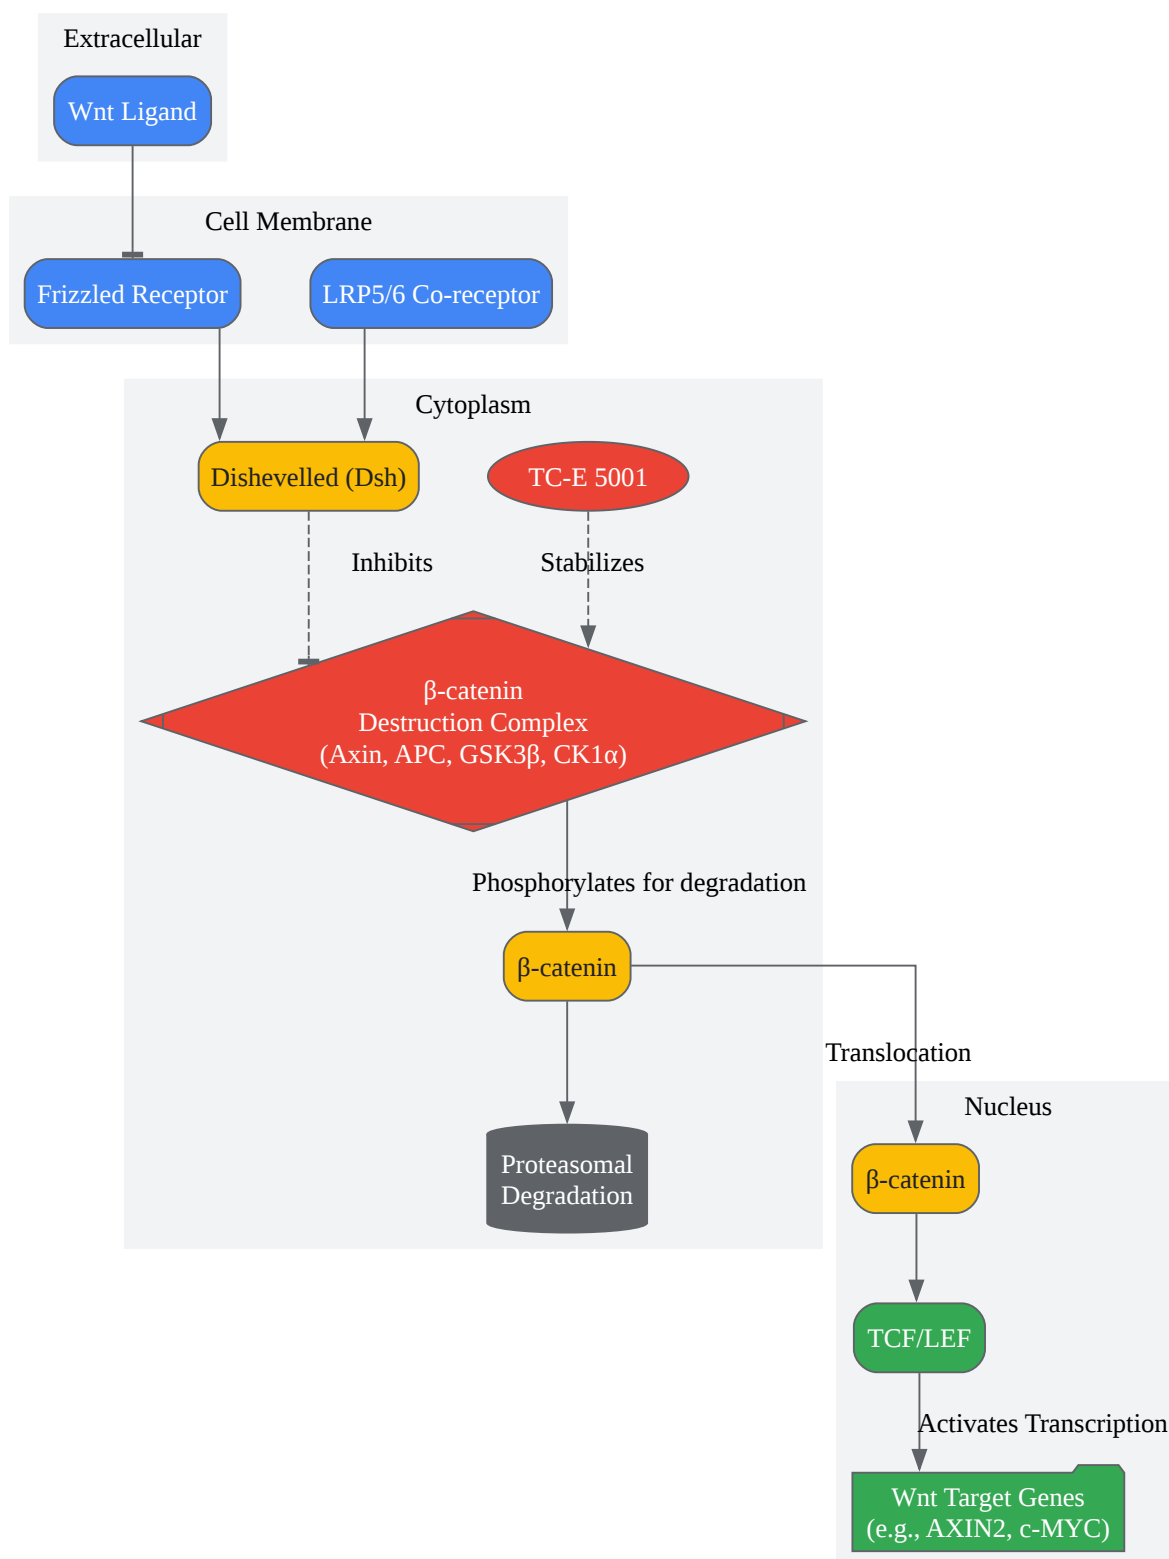 Extracellular
Wnt Ligand
Cell Membrane
Frizzled Receptor
LRP5/6 Co-receptor
Cytoplasm
Dishevelled (Dsh)
TC-E 5001
Inhibits
Stabilizes
β-catenin
Destruction Complex
(Axin, APC, GSK3β, CK1α)
Phosphorylates for degradation
β-catenin
Translocation
Nucleus
Proteasomal
Degradation
β-catenin
TCF/LEF
Activates Transcription
Wnt Target Genes
(e.g., AXIN2, c-MYC)